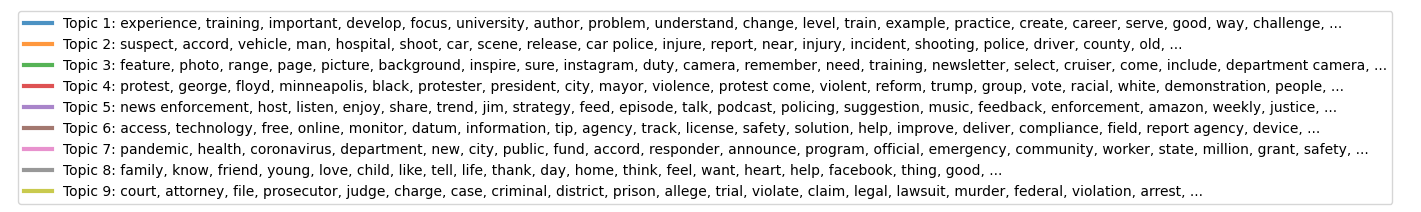 Topic 1: experience, training, important, develop, focus, university, author, problem, understand, change, level, train, example, practice, create, career, serve, good, way, challenge, ...
Topic 2: suspect, accord, vehicle, man, hospital, shoot, car, scene, release, car police, injure, report, near, injury, incident, shooting, police, driver, county, old, ...
Topic 3: feature, photo, range, page, picture, background, inspire, sure, instagram, duty, camera, remember, need, training, newsletter, select, cruiser, come, include, department camera, ...
Topic 4: protest, george, floyd, minneapolis, black, protester, president, city, mayor, violence, protest come, violent, reform, trump, group, vote, racial, white, demonstration, people, ...
Topic 5: news enforcement, host, listen, enjoy, share, trend, jim, strategy, feed, episode, talk, podcast, policing, suggestion, music, feedback, enforcement, amazon, weekly, justice, ...
Topic 6: access, technology, free, online, monitor, datum, information, tip, agency, track, license, safety, solution, help, improve, deliver, compliance, field, report agency, device, ...
Topic 7: pandemic, health, coronavirus, department, new, city, public, fund, accord, responder, announce, program, official, emergency, community, worker, state, million, grant, safety, ...
Topic 8: family, know, friend, young, love, child, like, tell, life, thank, day, home, think, feel, want, heart, help, facebook, thing, good, ...
Topic 9: court, attorney, file, prosecutor, judge, charge, case, criminal, district, prison, allege, trial, violate, claim, legal, lawsuit, murder, federal, violation, arrest, ...